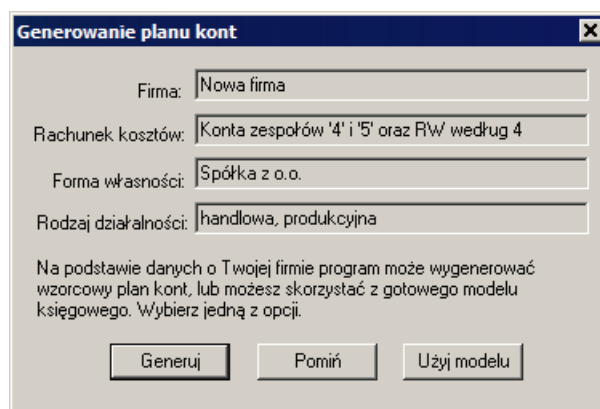 Generowanie planu kont
Firma: Nowa firma
Rachunek kosztów: Konta zespołów '4' i '5' oraz RW według 4
Forma własności: Spółka z o.o.
Rodzaj działalności: handlowa, produkcyjna
Na podstawie danych o Twojej firmie program może wygenerować
wzorcowy plan kont, lub możesz skorzystać z gotowego modelu
księgowego. Wybierz jedną z opcji.
Generuj Pomiń Użyj modelu